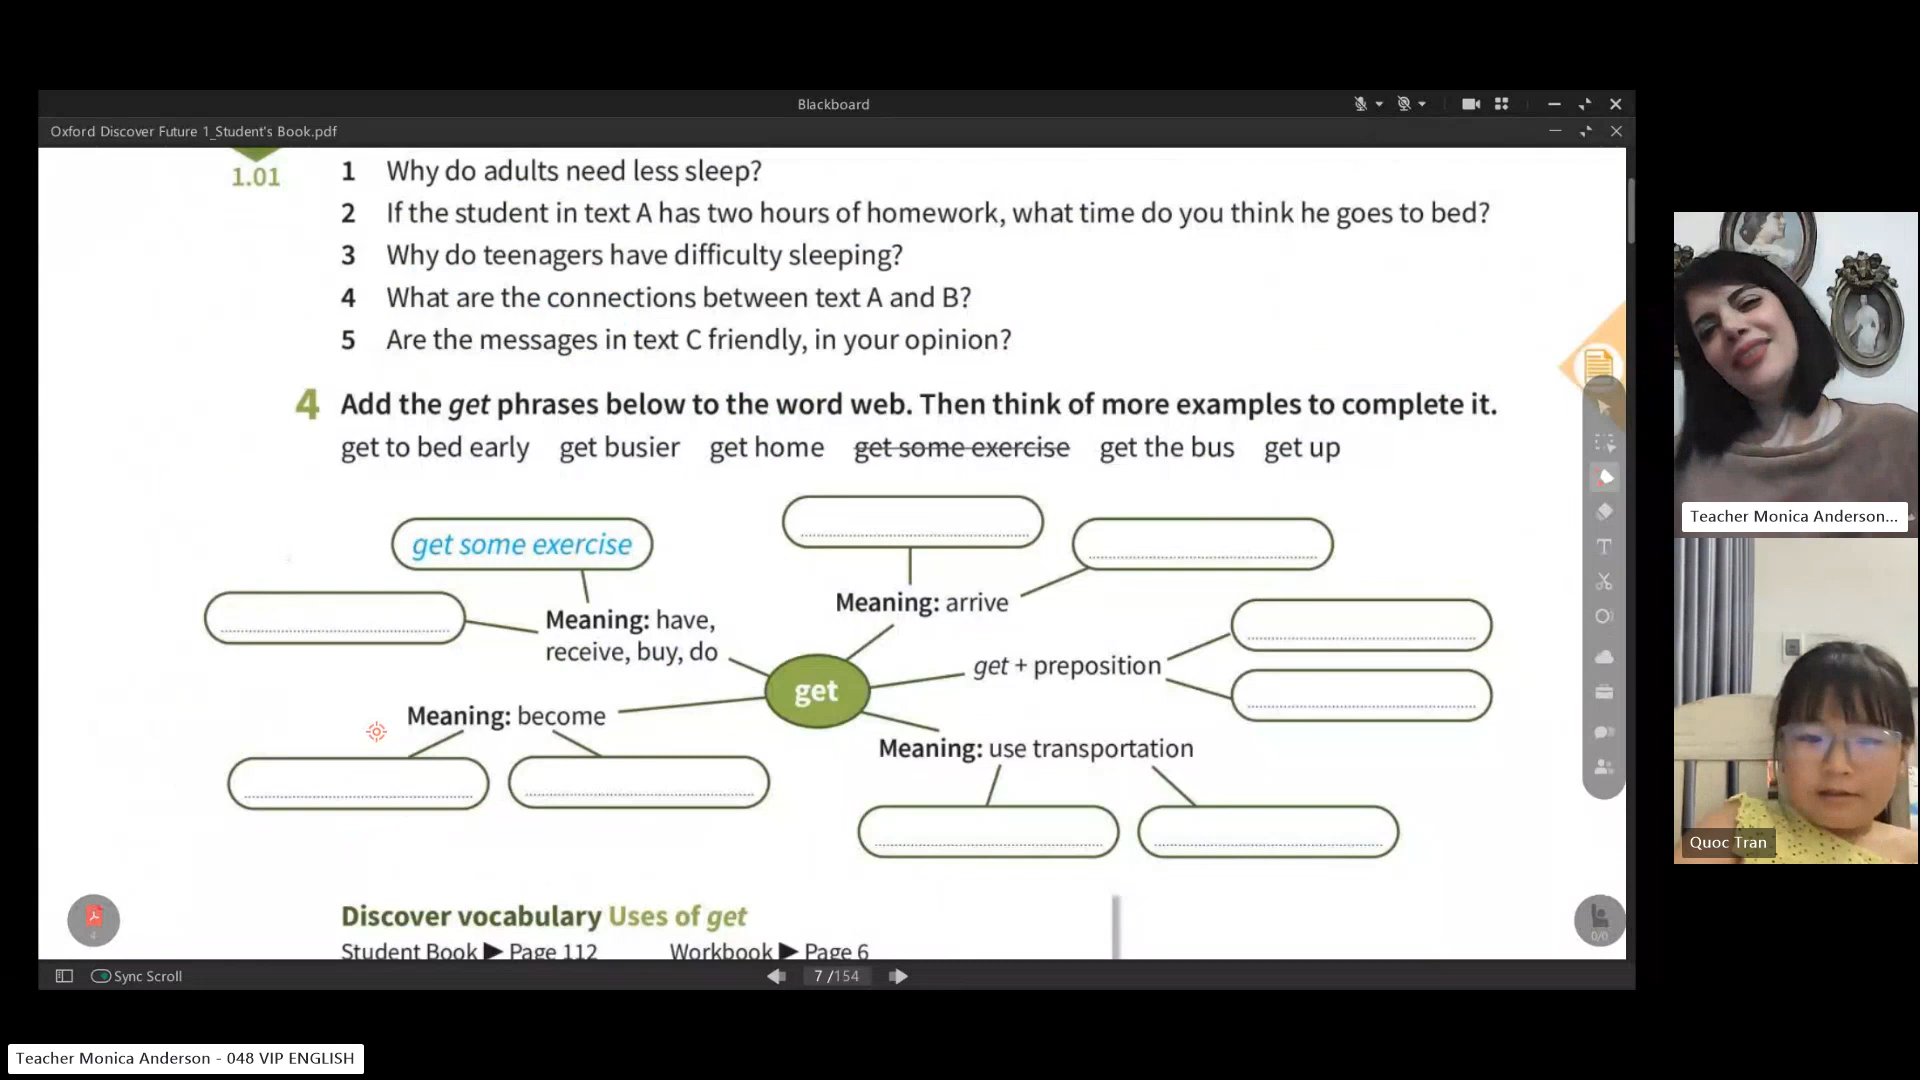 Blackboard
Oxford Discover Future 1_Student's Book.pdf
1.01
1 Why do adults need less sleep?
2 If the student in text A has two hours of homework, what time do you think he goes to bed?
3 Why do teenagers have difficulty sleeping?
4 What are the connections between text A and B?
5 Are the messages in text C friendly, in your opinion?
4 Add the get phrases below to the word web. Then think of more examples to complete it.
get to bed early get busier get home get some exercise get the bus get up
get some exercise
Meaning: arrive
Meaning: have,
receive, buy, do
get + preposition
get
Meaning: become
Meaning: use transportation
Discover vocabulary Uses of get
Student Book ▶ Page 112 Workbook ▶ Page 6
4
0/0
Sync Scroll
7 /154
Teacher Monica Anderson...
Quoc Tran
Teacher Monica Anderson - 048 VIP ENGLISH